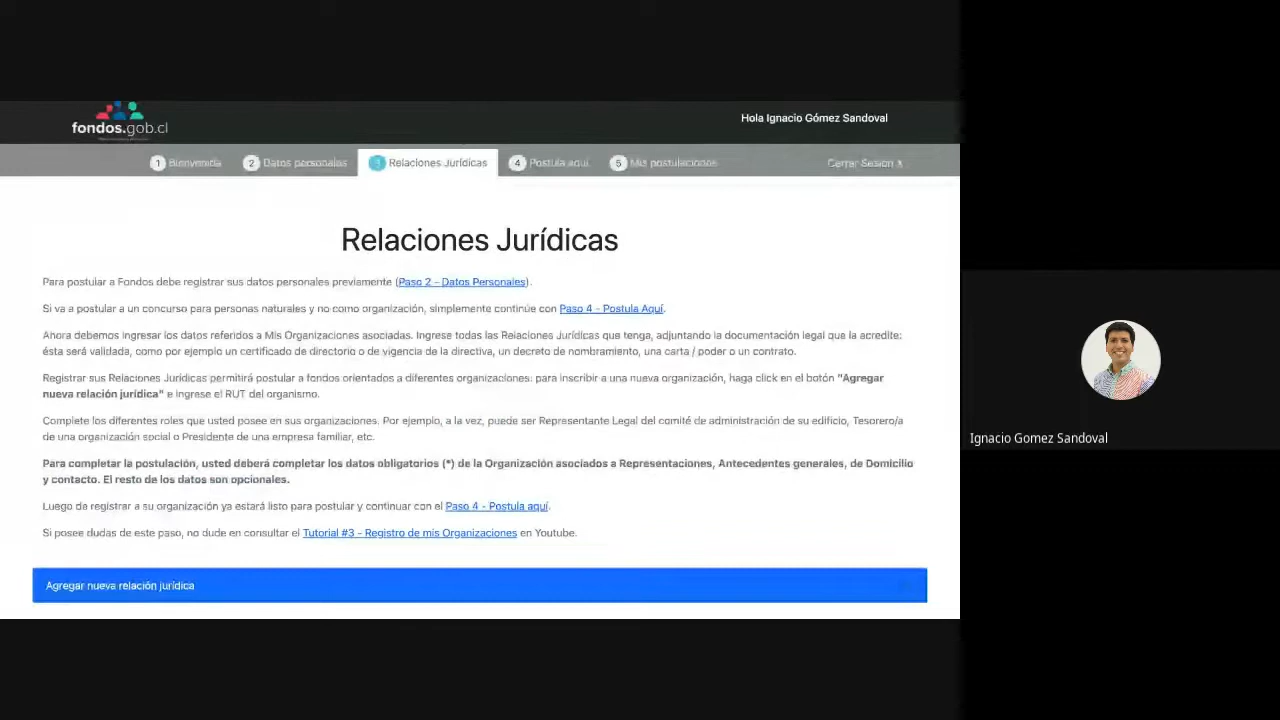 fondos.gob.cl
Hola Ignacio Gómez Sandoval
1 Bienvenida 2 Datos personales 3 Relaciones Jurídicas 4 Postula aquí 5 Mis postulaciones Cerrar Sesión x
Relaciones Jurídicas
Para postular a Fondos debe registrar sus datos personales previamente (Paso 2 - Datos Personales).
Si va a postular a un concurso para personas naturales y no como organización, simplemente continúe con Paso 4 - Postula Aquí.
Ahora debemos ingresar los datos referidos a Mis Organizaciones asociadas. Ingrese todas las Relaciones Jurídicas que tenga, adjuntando la documentación legal que la acredite:
ésta será validada, como por ejemplo un certificado de directorio o de vigencia de la directiva, un decreto de nombramiento, una carta / poder o un contrato.
Registrar sus Relaciones Jurídicas permitirá postular a fondos orientados a diferentes organizaciones: para inscribir a una nueva organización, haga click en el botón "Agregar
nueva relación jurídica" e ingrese el RUT del organismo.
Complete los diferentes roles que usted posee en sus organizaciones. Por ejemplo, a la vez, puede ser Representante Legal del comité de administración de su edificio, Tesorero/a
de una organización social o Presidente de una empresa familiar, etc.
Para completar la postulación, usted deberá completar los datos obligatorios (*) de la Organización asociados a Representaciones, Antecedentes generales, de Domicilio
y contacto. El resto de los datos son opcionales.
Luego de registrar a su organización ya estará listo para postular y continuar con el Paso 4 - Postula aquí.
Si posee dudas de este paso, no dude en consultar el Tutorial #3 - Registro de mis Organizaciones en Youtube.
Agregar nueva relación jurídica
Ignacio Gomez Sandoval